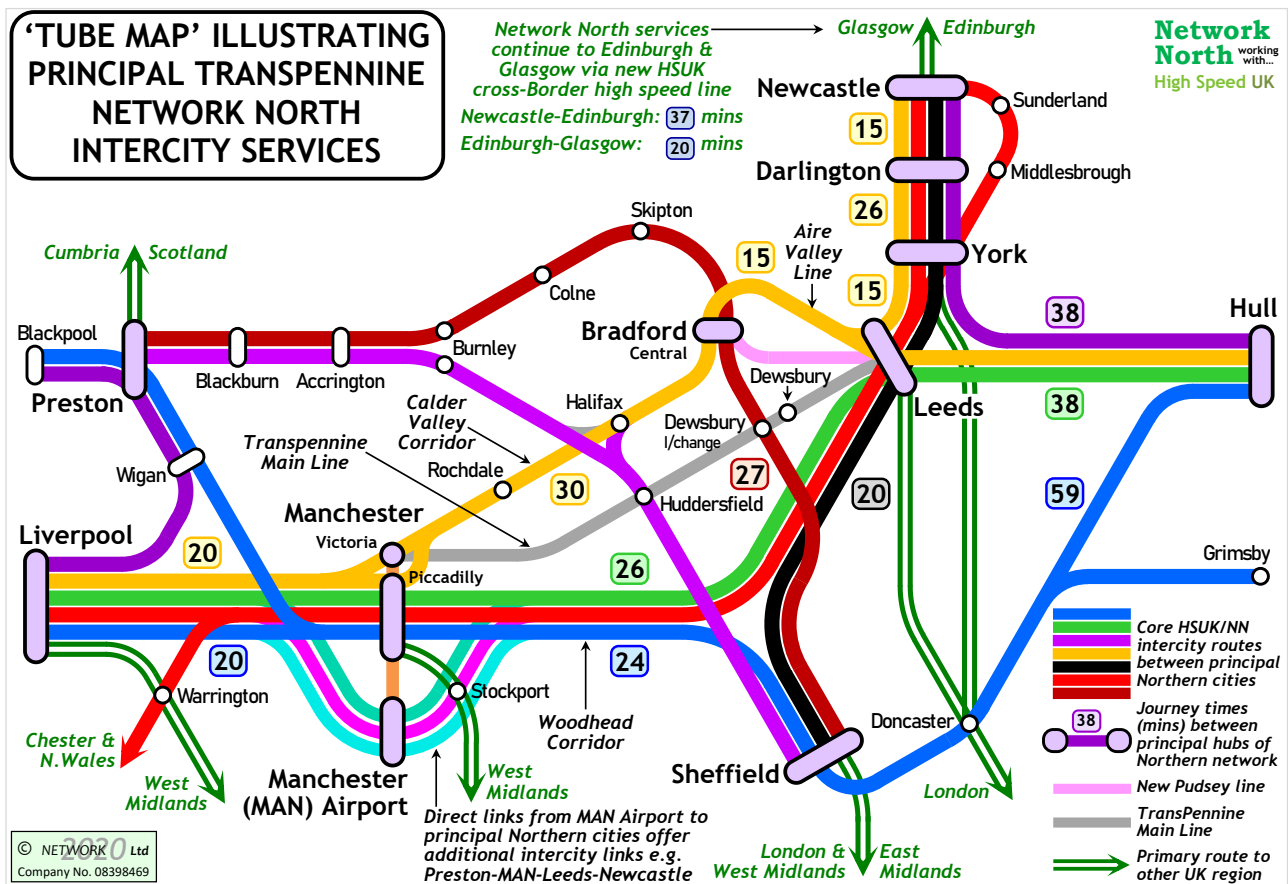 ‘TUBE MAP’ ILLUSTRATING
PRINCIPAL TRANSPENNINE
NETWORK NORTH
INTERCITY SERVICES
Network North services
continue to Edinburgh &
Glasgow via new HSUK
cross-Border high speed line
Newcastle-Edinburgh: 37 mins
Edinburgh-Glasgow: 20 mins
Glasgow
Edinburgh
Network
North working
with...
High Speed UK
Newcastle
Sunderland
15
Darlington
Middlesbrough
26
York
Skipton
Aire
Valley
Line
15
15
Cumbria
Scotland
Colne
38
Hull
Blackpool
Bradford
Central
Burnley
Blackburn
Accrington
Preston
Dewsbury
Leeds
38
Halifax
Calder
Valley
Corridor
Dewsbury
I/change
Transpennine
Main Line
Wigan
Rochdale
30
27
20
59
Huddersfield
Manchester
Victoria
Liverpool
20
Piccadilly
26
Grimsby
20
24
Warrington
Stockport
Woodhead
Corridor
Doncaster
Chester &
N.Wales
West
Midlands
Manchester
(MAN) Airport
West
Midlands
Sheffield
London
Direct links from MAN Airport to
principal Northern cities offer
additional intercity links e.g.
Preston-MAN-Leeds-Newcastle
London &
West Midlands
East
Midlands
Core HSUK/NN
intercity routes
between principal
Northern cities
38
Journey times
(mins) between
principal hubs of
Northern network
New Pudsey line
TransPennine
Main Line
Primary route to
other UK region
© NETWORK 2020 Ltd
Company No. 08398469